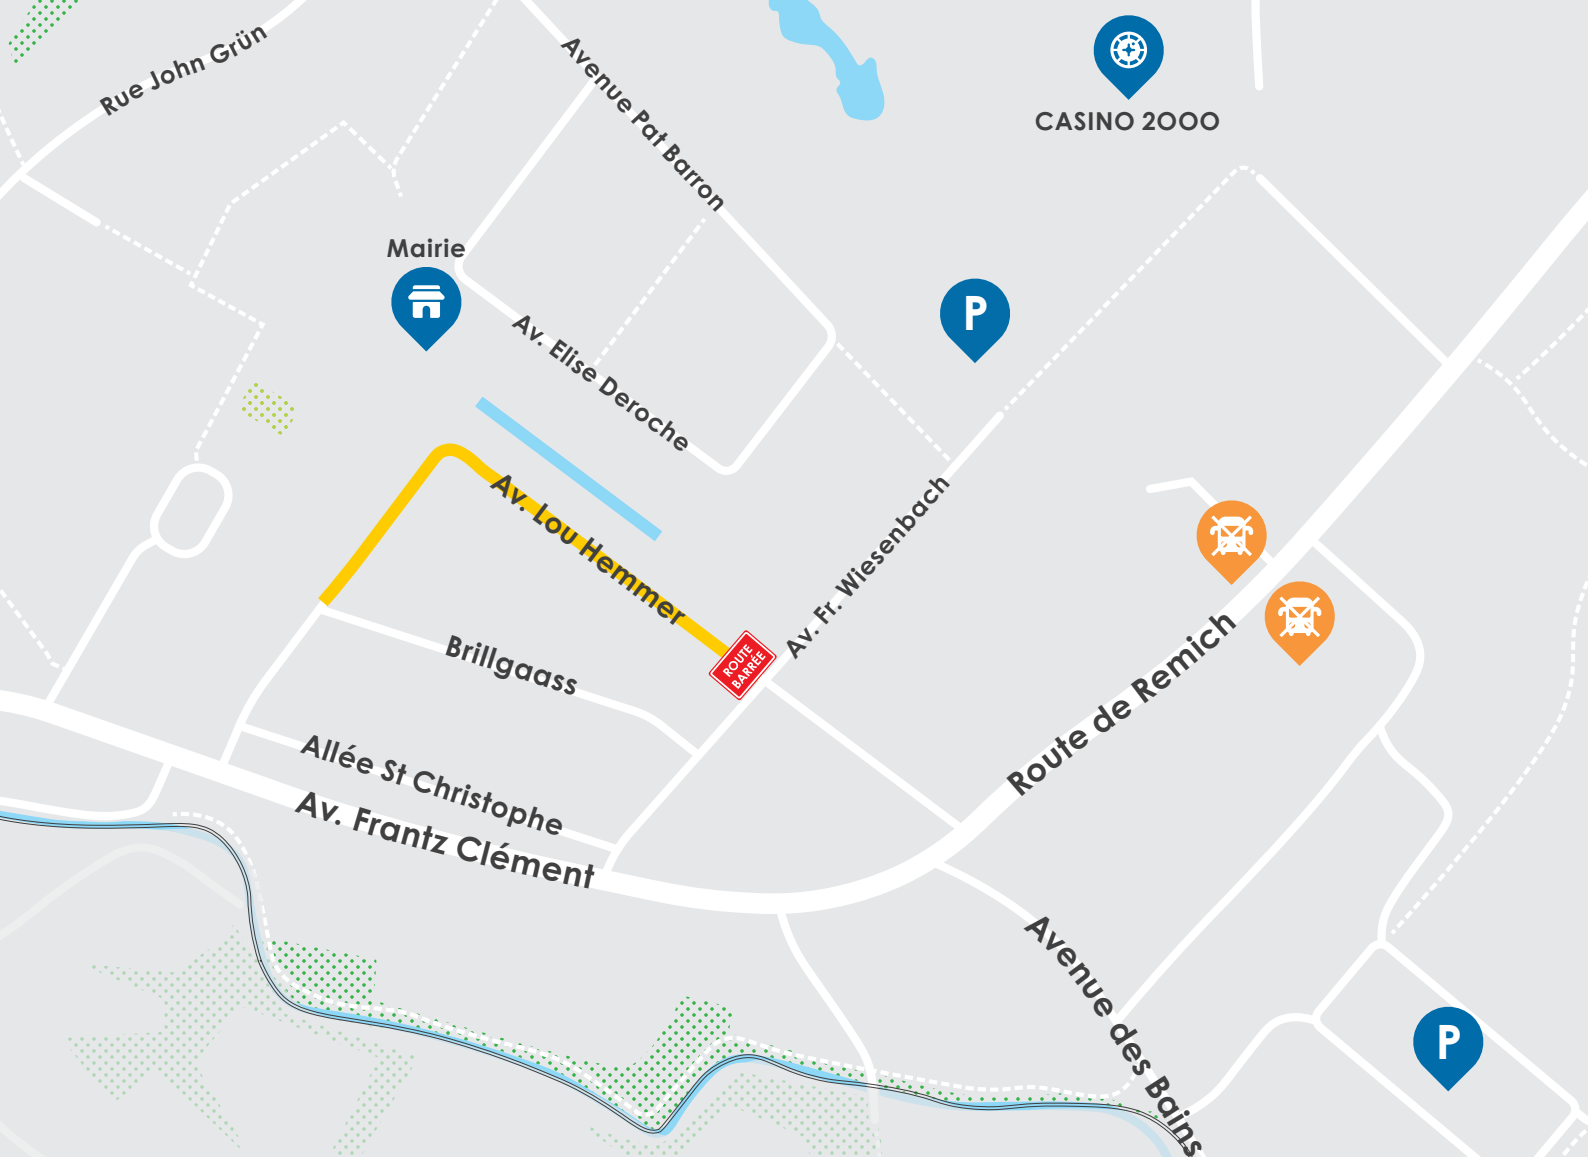 Rue John Grün
Avenue Pat Barron
CASINO 2000
Mairie
P
Av. Elise Deroche
Av. Lou Hemmer
Av. Fr. Wiesenbach
ROUTE
BARRÉE
Brillgaass
Route de Remich
Allée St Christophe
Av. Frantz Clément
Avenue des Bains
P